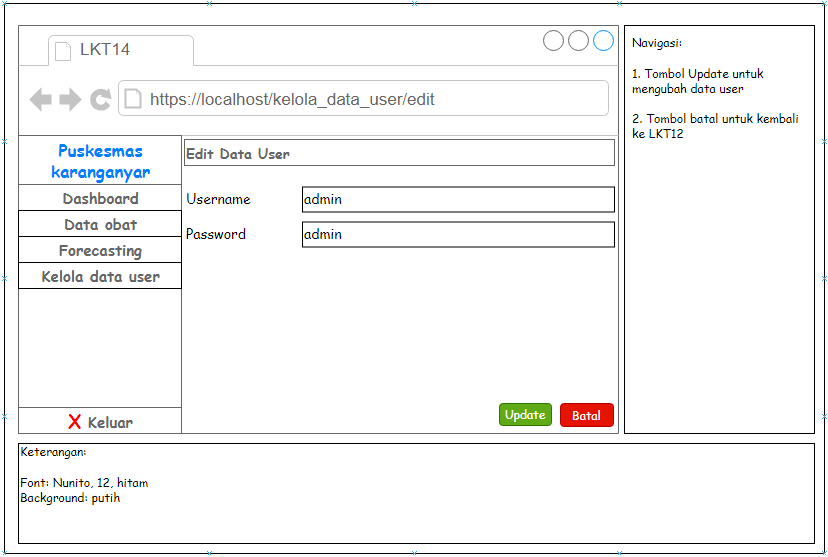 LKT14
https://localhost/kelola_data_user/edit
Puskesmas
karanganyar
Dashboard
Data obat
Forecasting
Kelola data user
X Keluar
Edit Data User
Username
admin
Password
admin
Update
Batal
Navigasi:
1. Tombol Update untuk
mengubah data user
2. Tombol batal untuk kembali
ke LKT12
Keterangan:
Font: Nunito, 12, hitam
Background: putih